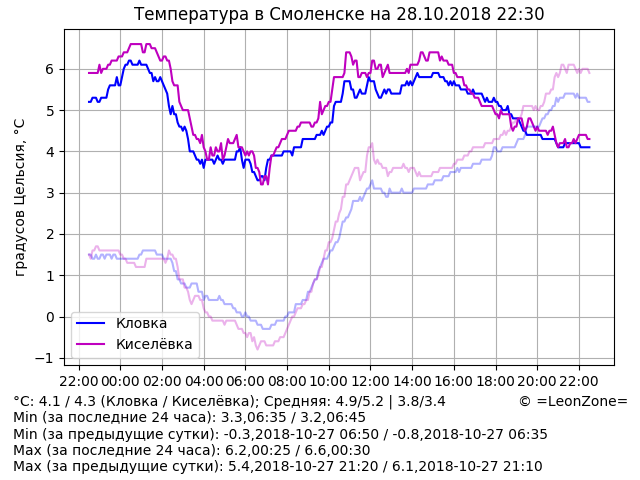 Температура в Смоленске на 28.10.2018 22:30
градусов Цельсия, °C
6
5
4
3
2
1
0
−1
Кловка
Киселёвка
22:00 00:00 02:00 04:00 06:00 08:00 10:00 12:00 14:00 16:00 18:00 20:00 22:00
°C: 4.1 / 4.3 (Кловка / Киселёвка); Средняя: 4.9/5.2 | 3.8/3.4 © =LeonZone=
Min (за последние 24 часа): 3.3,06:35 / 3.2,06:45
Min (за предыдущие сутки): -0.3,2018-10-27 06:50 / -0.8,2018-10-27 06:35
Max (за последние 24 часа): 6.2,00:25 / 6.6,00:30
Max (за предыдущие сутки): 5.4,2018-10-27 21:20 / 6.1,2018-10-27 21:10